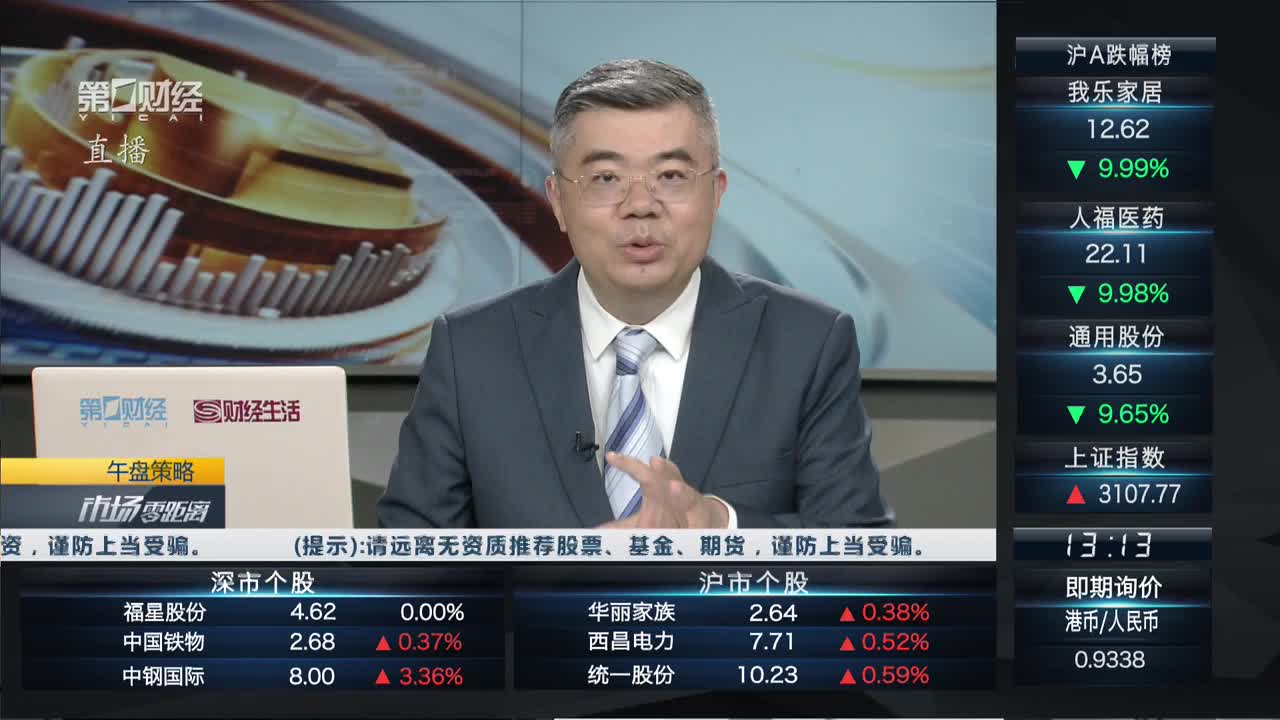 第一财经
YICAI
直播
第一财经
YICAI
财经生活
午盘策略
市场零距离
资，谨防上当受骗。 (提示):请远离无资质推荐股票、基金、期货，谨防上当受骗。
深市个股
福星股份 4.62 0.00%
中国铁物 2.68 ▲ 0.37%
中钢国际 8.00 ▲ 3.36%
沪市个股
华丽家族 2.64 ▲ 0.38%
西昌电力 7.71 ▲ 0.52%
统一股份 10.23 ▲ 0.59%
沪A跌幅榜
我乐家居
12.62
▼ 9.99%
人福医药
22.11
▼ 9.98%
通用股份
3.65
▼ 9.65%
上证指数
▲ 3107.77
13:13
即期询价
港币/人民币
0.9338